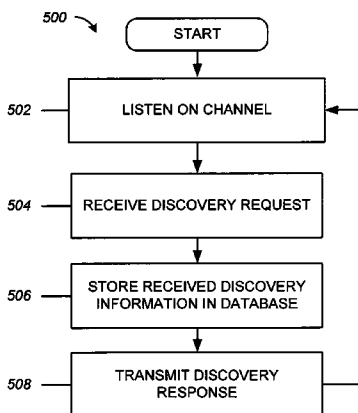 500
START
502
LISTEN ON CHANNEL
504
RECEIVE DISCOVERY REQUEST
506
STORE RECEIVED DISCOVERY
INFORMATION IN DATABASE
508
TRANSMIT DISCOVERY
RESPONSE